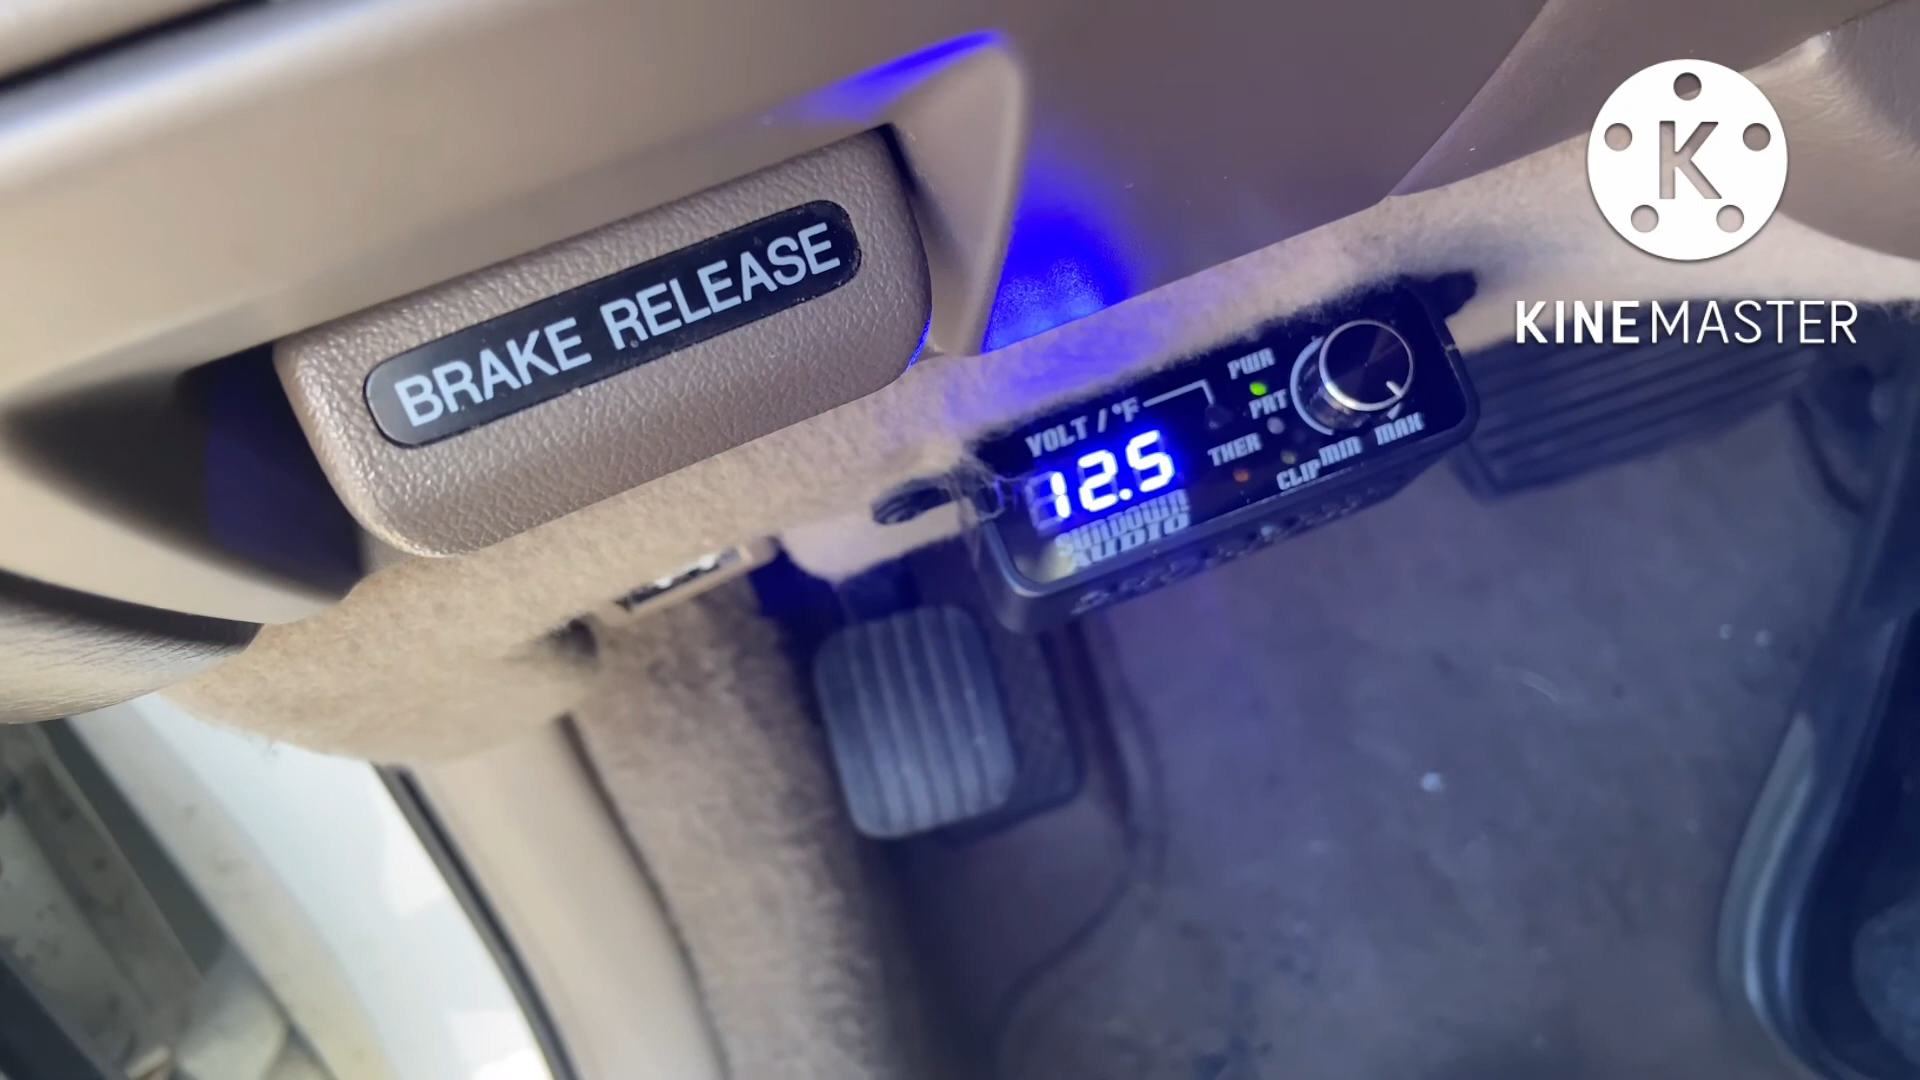 BRAKE RELEASE
K
KINEMASTER
VOLT / °F
12.5
SUNDOWN
AUDIO
PWR
PRT
THER
CLIP
MIN
MAX